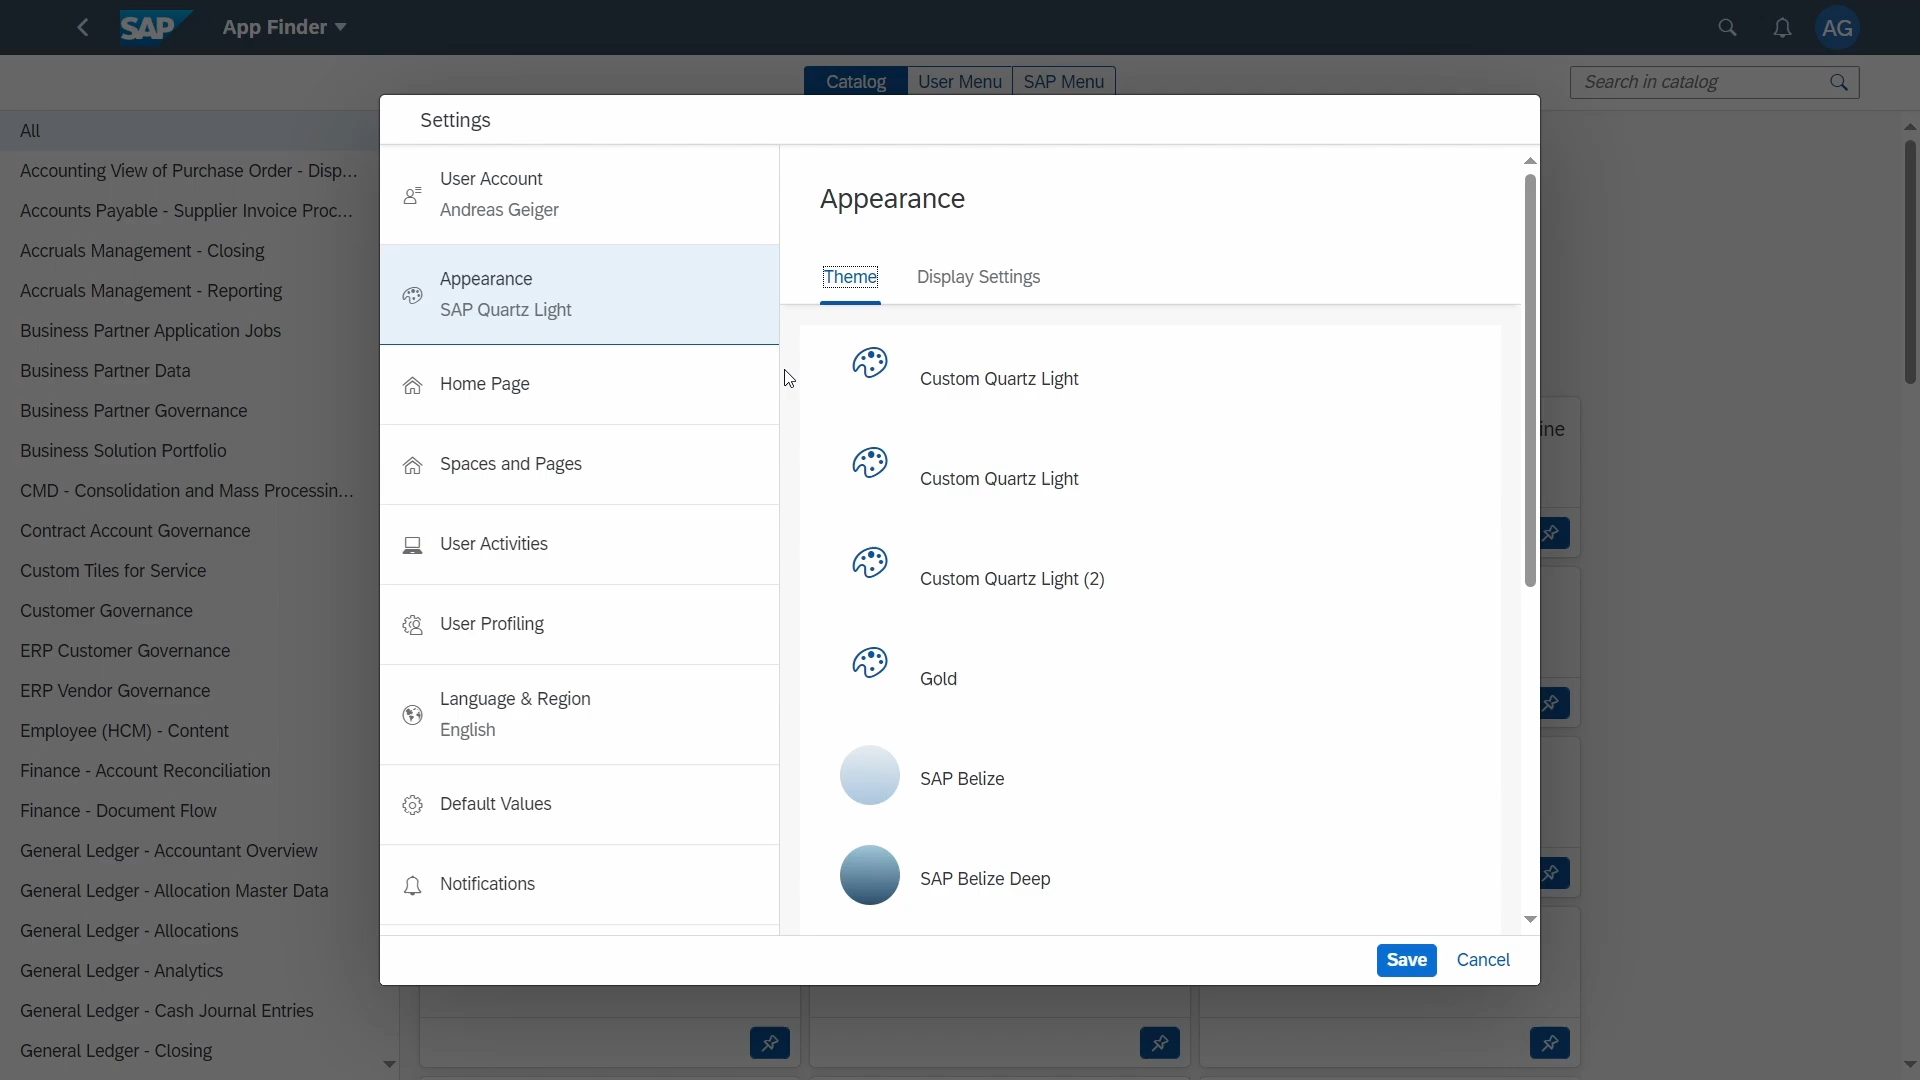 SAP App Finder
AG
Catalog User Menu SAP Menu
Search in catalog
All
Accounting View of Purchase Order - Disp...
Accounts Payable - Supplier Invoice Proc...
Accruals Management - Closing
Accruals Management - Reporting
Business Partner Application Jobs
Business Partner Data
Business Partner Governance
Business Solution Portfolio
CMD - Consolidation and Mass Processin...
Contract Account Governance
Custom Tiles for Service
Customer Governance
ERP Customer Governance
ERP Vendor Governance
Employee (HCM) - Content
Finance - Account Reconciliation
Finance - Document Flow
General Ledger - Accountant Overview
General Ledger - Allocation Master Data
General Ledger - Allocations
General Ledger - Analytics
General Ledger - Cash Journal Entries
General Ledger - Closing
Settings
User Account
Andreas Geiger
Appearance
SAP Quartz Light
Home Page
Spaces and Pages
User Activities
User Profiling
Language & Region
English
Default Values
Notifications
Appearance
Theme Display Settings
Custom Quartz Light
Custom Quartz Light
Custom Quartz Light (2)
Gold
SAP Belize
SAP Belize Deep
Save Cancel
ine